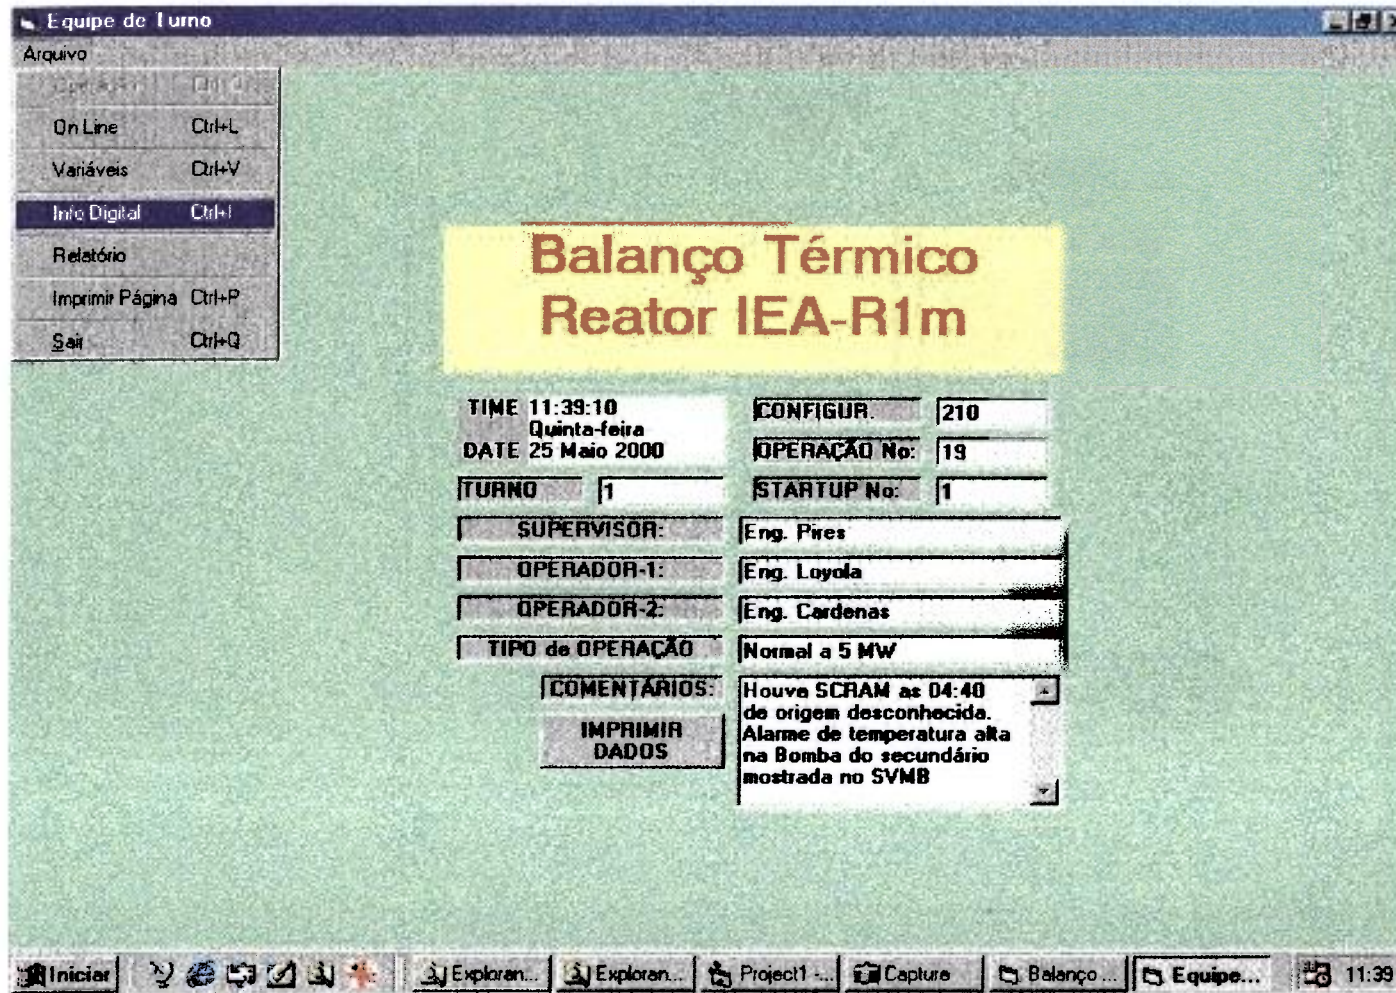 Equipe de Turno
Arquivo
On Line Ctrl+L
Variáveis Ctrl+V
Info Digital Ctrl+I
Relatório
Imprimir Página Ctrl+P
Sair Ctrl+Q
Balanço Térmico
Reator IEA-R1m
TIME 11:39:10
Quinta-feira
DATE 25 Maio 2000
CONFIGUR. 210
OPERAÇÃO No: 19
TURNO 1
STARTUP No: 1
SUPERVISOR: Eng. Pires
OPERADOR-1: Eng. Loyola
OPERADOR-2: Eng. Cardenas
TIPO de OPERAÇÃO Normal a 5 MW
COMENTÁRIOS:
Houve SCRAM as 04:40
de origem desconhecida.
Alarme de temperatura alta
na Bomba do secundário
mostrada no SVMB
IMPRIMIR
DADOS
Iniciar Exploran... Exploran... Project1 -... Capture Balanço ... Equipe... 11:39